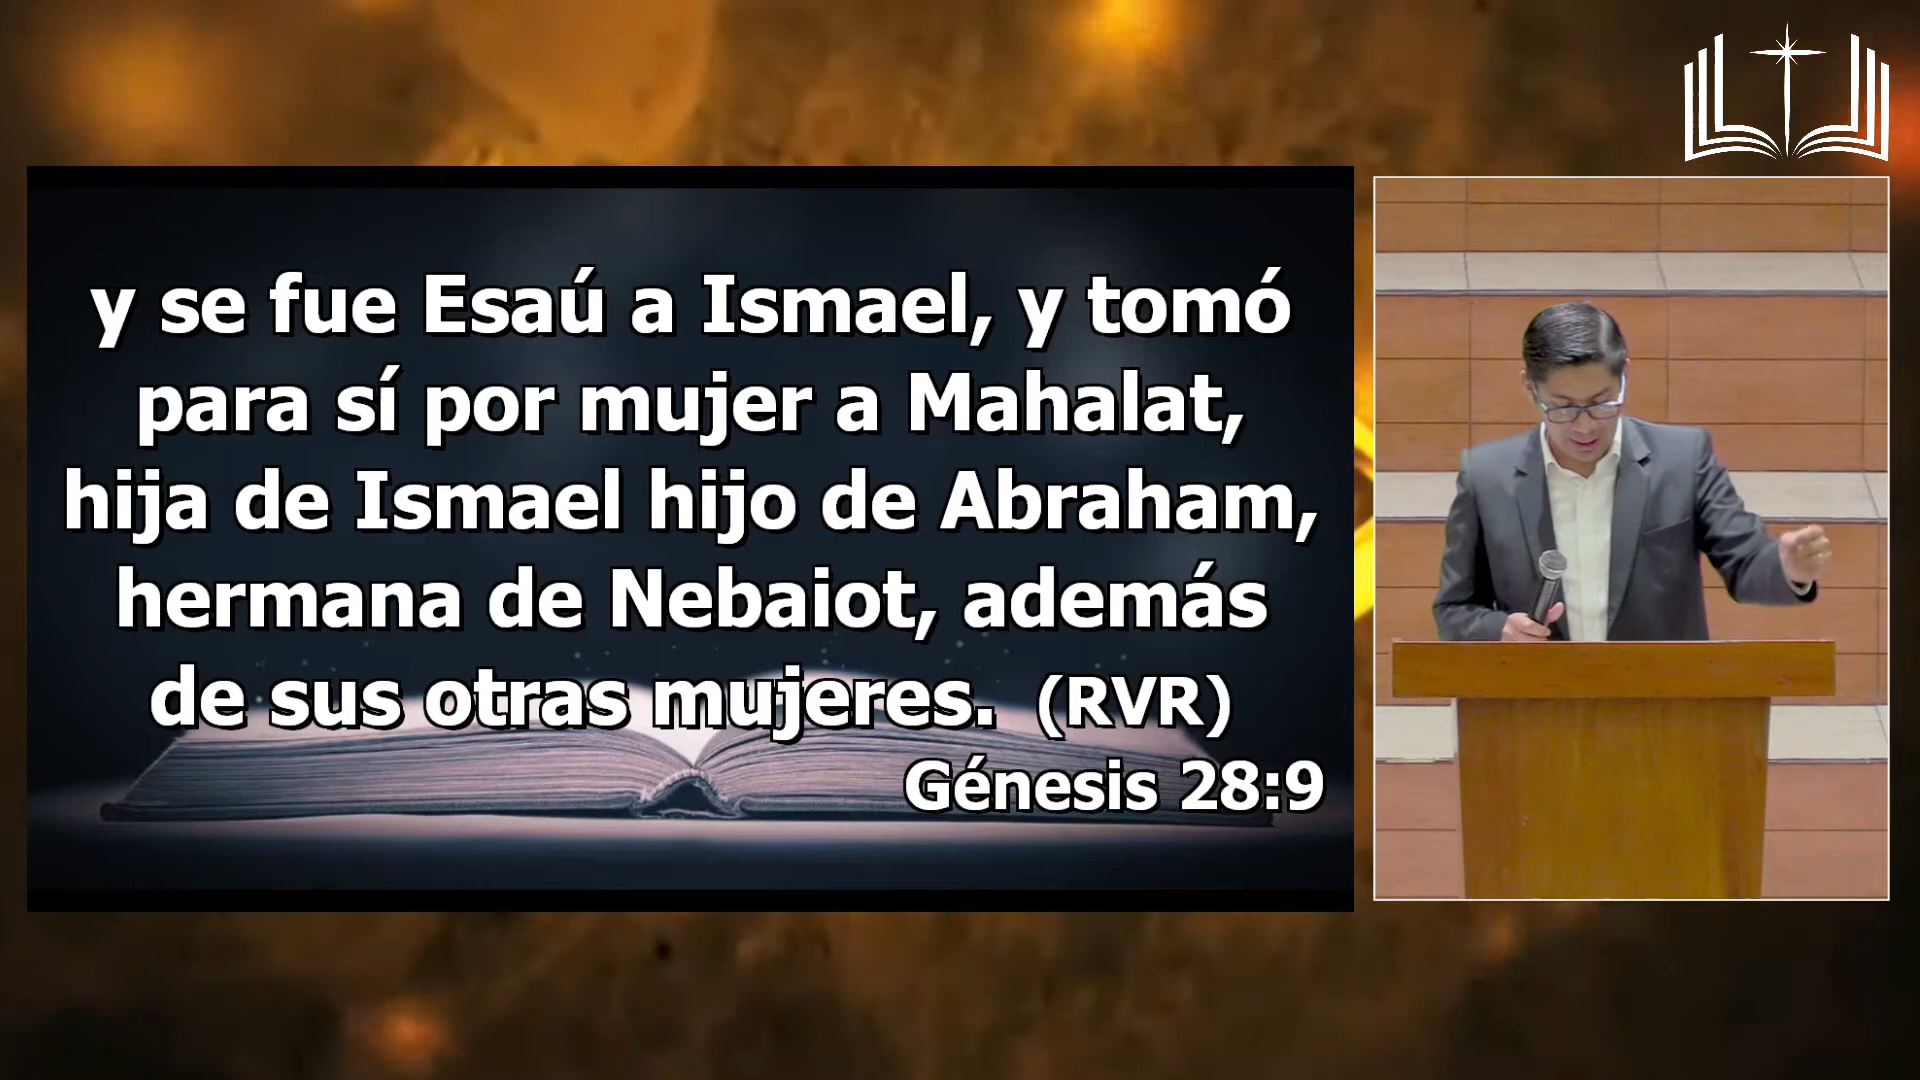 y se fue Esaú a Ismael, y tomó
para sí por mujer a Mahalat,
hija de Ismael hijo de Abraham,
hermana de Nebaiot, además
de sus otras mujeres. (RVR)
Génesis 28:9